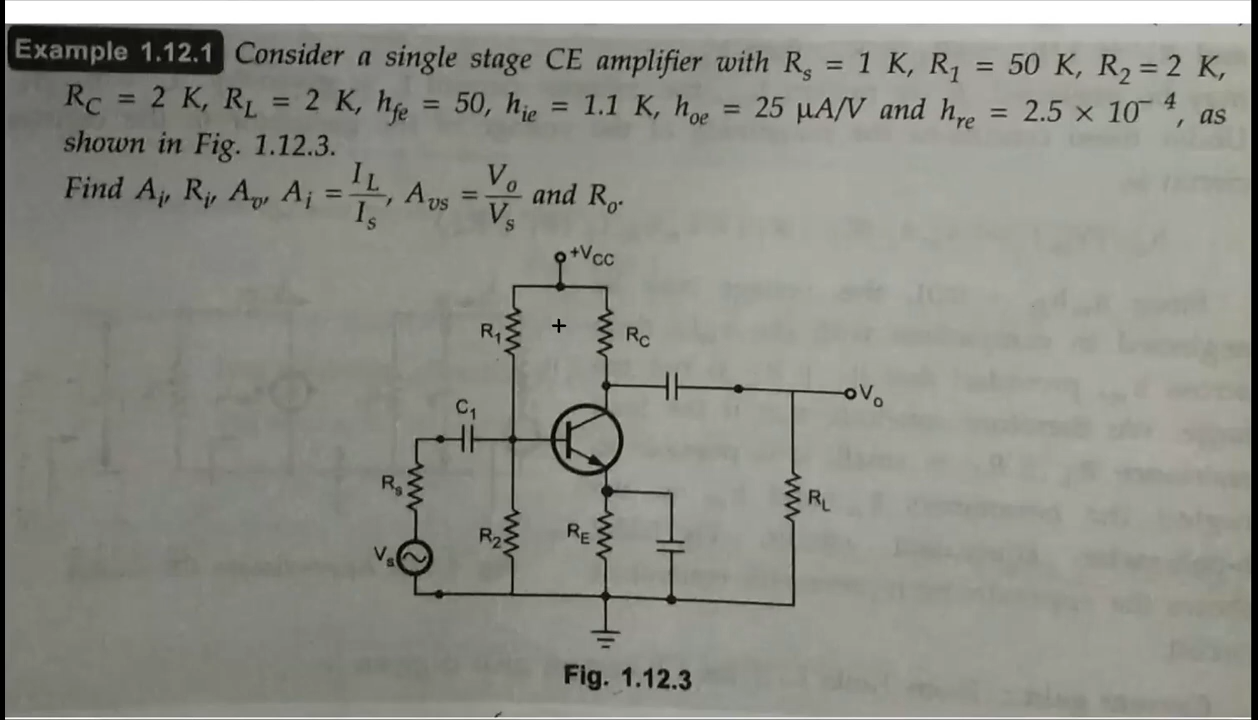 Example 1.12.1 Consider a single stage CE amplifier with Rs = 1 K, R1 = 50 K, R2 = 2 K,
RC = 2 K, RL = 2 K, hfe = 50, hie = 1.1 K, hoe = 25 μA/V and hre = 2.5 × 10^-4, as
shown in Fig. 1.12.3.
Find Ai, Ri, Av, Ai = IL/Is, Avs = Vo/Vs and Ro.
+VCC
R1
+
RC
Vo
C1
Rs
RL
R2
RE
Vs
Fig. 1.12.3